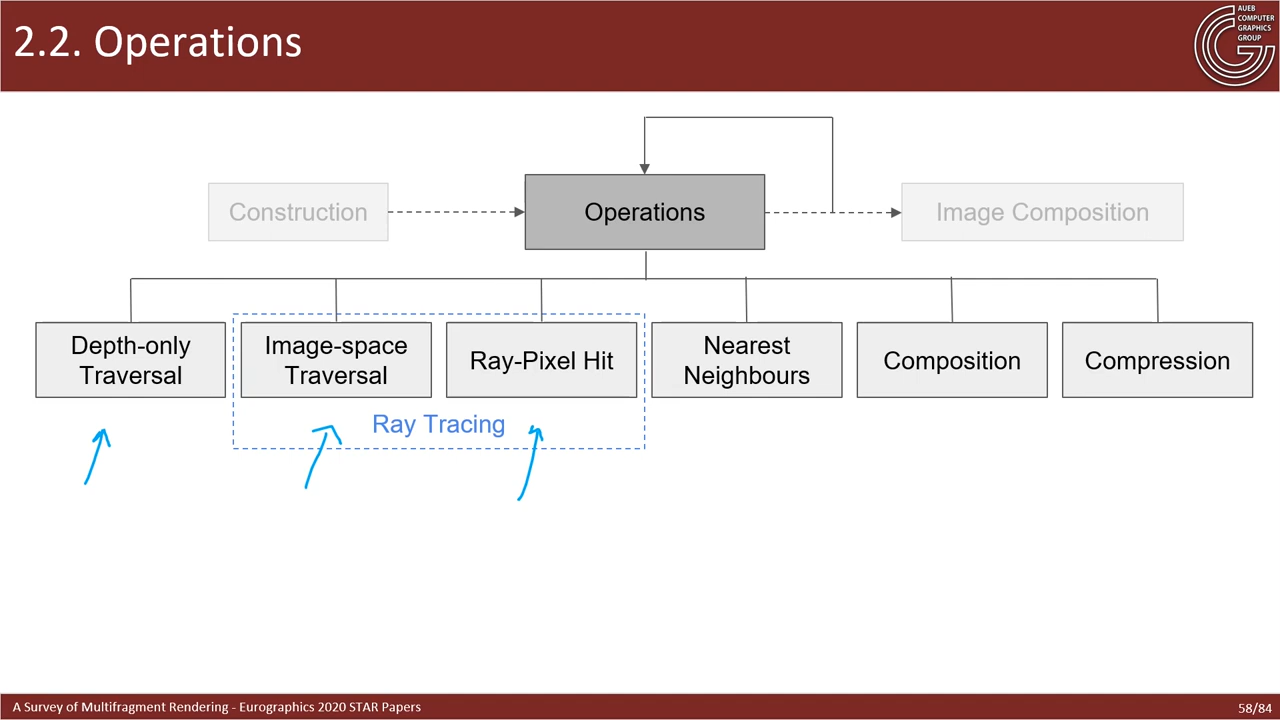 2.2. Operations
AUEB
COMPUTER
GRAPHICS
GROUP
Construction
Operations
Image Composition
Depth-only
Traversal
Image-space
Traversal
Ray-Pixel Hit
Nearest
Neighbours
Composition
Compression
Ray Tracing
A Survey of Multifragment Rendering - Eurographics 2020 STAR Papers
58/84